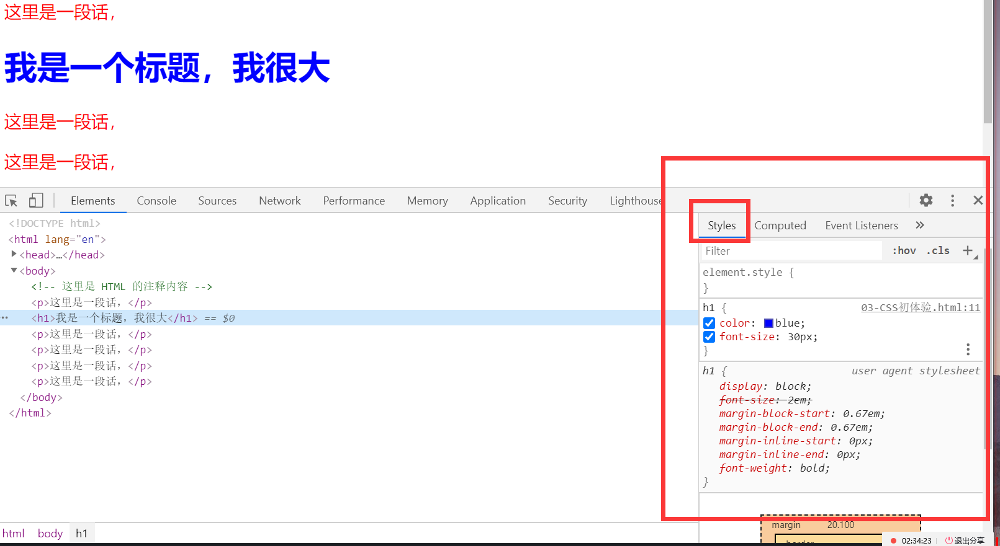 这里是一段话，
我是一个标题，我很大
这里是一段话，
这里是一段话，
Elements Console Sources Network Performance Memory Application Security Lighthouse
<!DOCTYPE html>
<html lang="en">
<head>…</head>
<body>
<!-- 这里是 HTML 的注释内容 -->
<p>这里是一段话，</p>
<h1>我是一个标题，我很大</h1> == $0
<p>这里是一段话，</p>
<p>这里是一段话，</p>
<p>这里是一段话，</p>
<p>这里是一段话，</p>
</body>
</html>
html body h1
Styles Computed Event Listeners »
Filter :hov .cls +
element.style {
}
h1 { 03-CSS初体验.html:11
color: blue;
font-size: 30px;
}
h1 { user agent stylesheet
display: block;
font-size: 2em;
margin-block-start: 0.67em;
margin-block-end: 0.67em;
margin-inline-start: 0px;
margin-inline-end: 0px;
font-weight: bold;
}
margin 20.100
border
02:34:23 退出分享